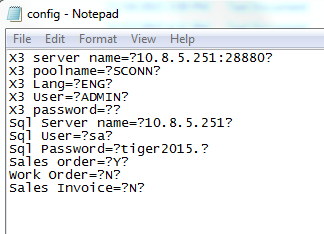 config - Notepad
File Edit Format View Help
X3 server name=?10.8.5.251:28880?
X3 poolname=?SCONN?
X3 Lang=?ENG?
X3 User=?ADMIN?
X3 password=??
Sql Server name=?10.8.5.251?
Sql User=?sa?
Sql Password=?tiger2015.?
Sales order=?Y?
Work Order=?N?
Sales Invoice=?N?